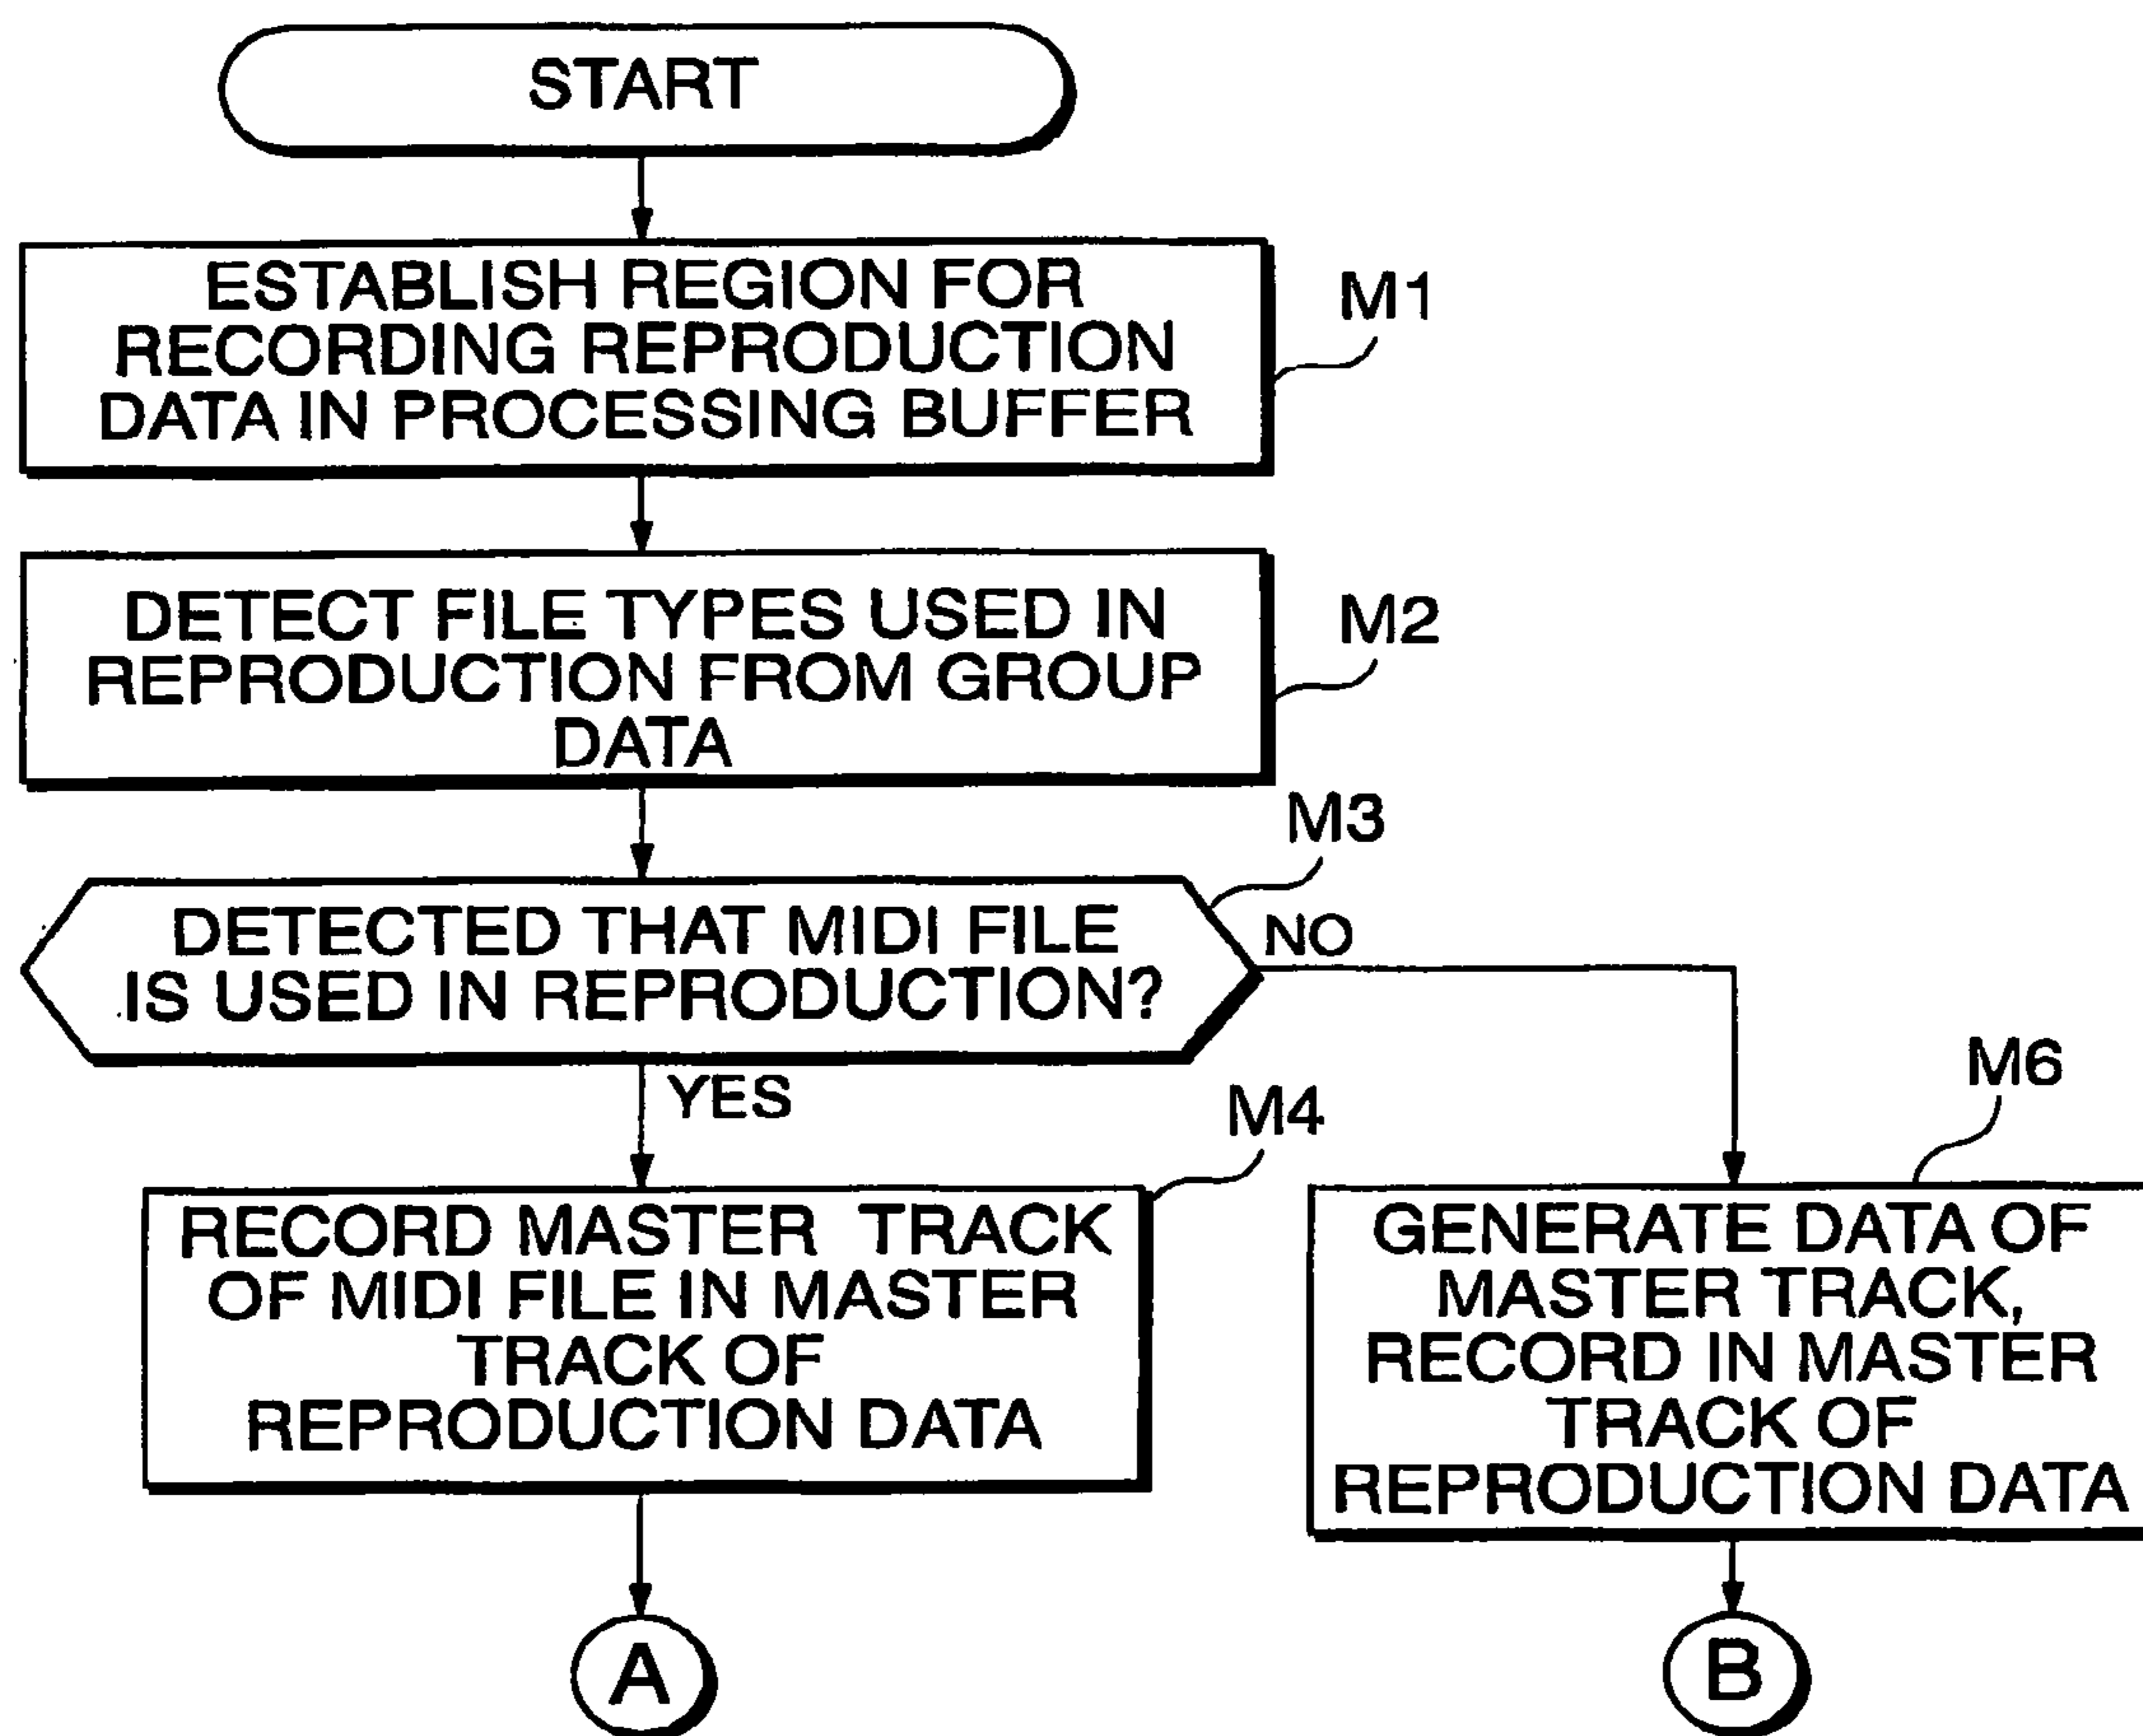 START
ESTABLISH REGION FOR
RECORDING REPRODUCTION
DATA IN PROCESSING BUFFER
M1
DETECT FILE TYPES USED IN
REPRODUCTION FROM GROUP
DATA
M2
M3
DETECTED THAT MIDI FILE
IS USED IN REPRODUCTION?
NO
YES
M4
RECORD MASTER TRACK
OF MIDI FILE IN MASTER
TRACK OF
REPRODUCTION DATA
M6
GENERATE DATA OF
MASTER TRACK,
RECORD IN MASTER
TRACK OF
REPRODUCTION DATA
A
B